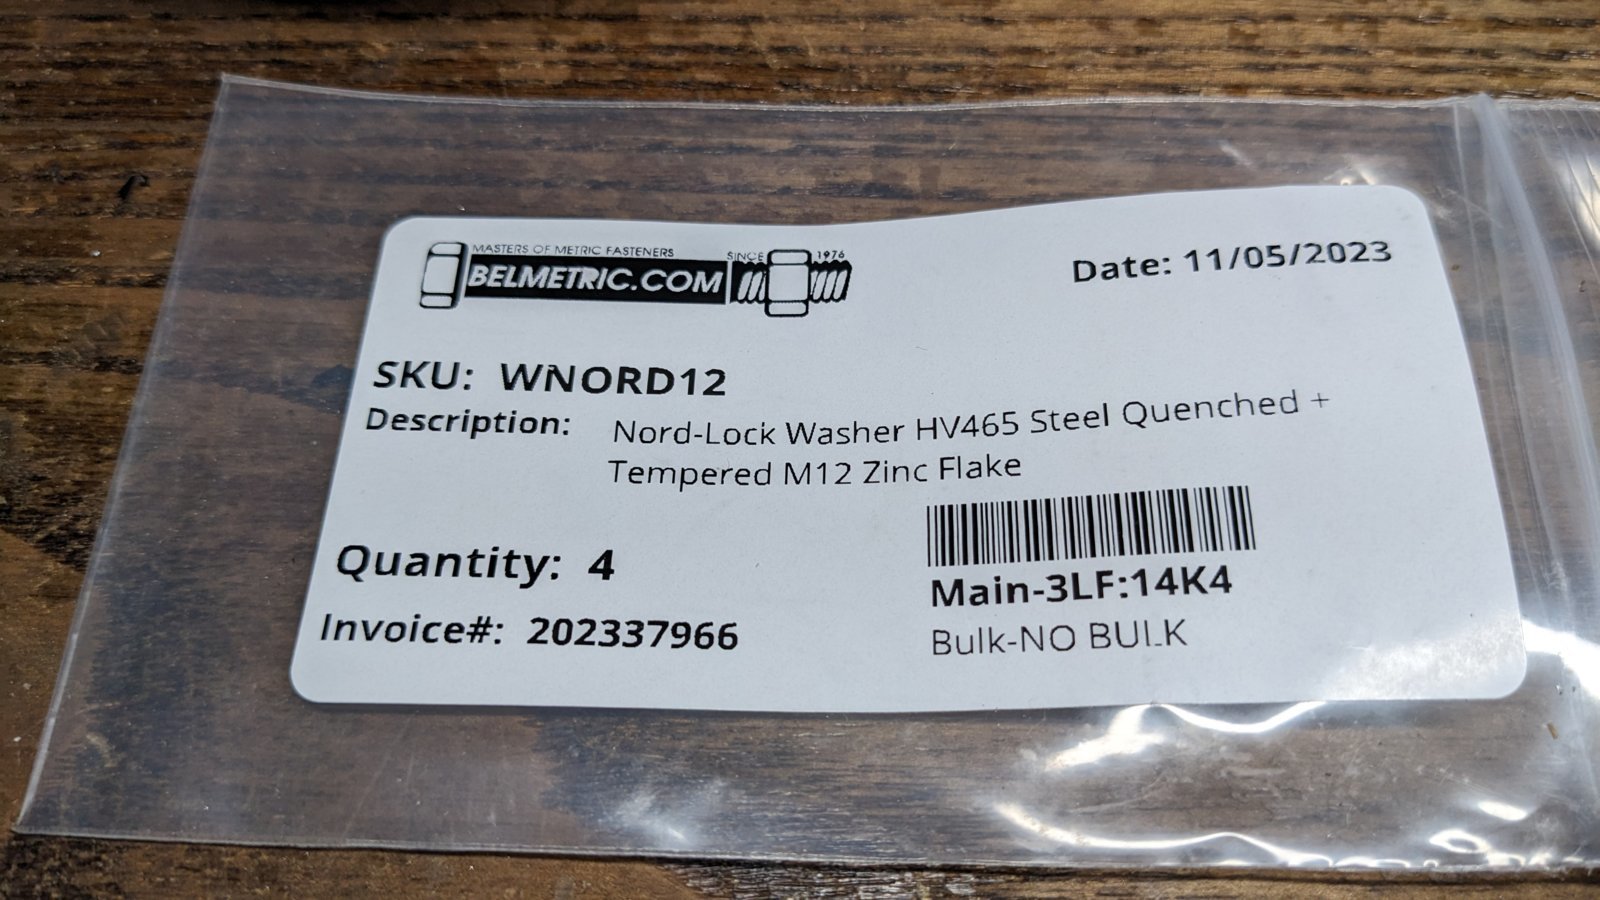 MASTERS OF METRIC FASTENERS SINCE 1976
BELMETRIC.COM
Date: 11/05/2023
SKU: WNORD12
Description: Nord-Lock Washer HV465 Steel Quenched +
Tempered M12 Zinc Flake
Quantity: 4
Main-3LF:14K4
Invoice#: 202337966
Bulk-NO BULK